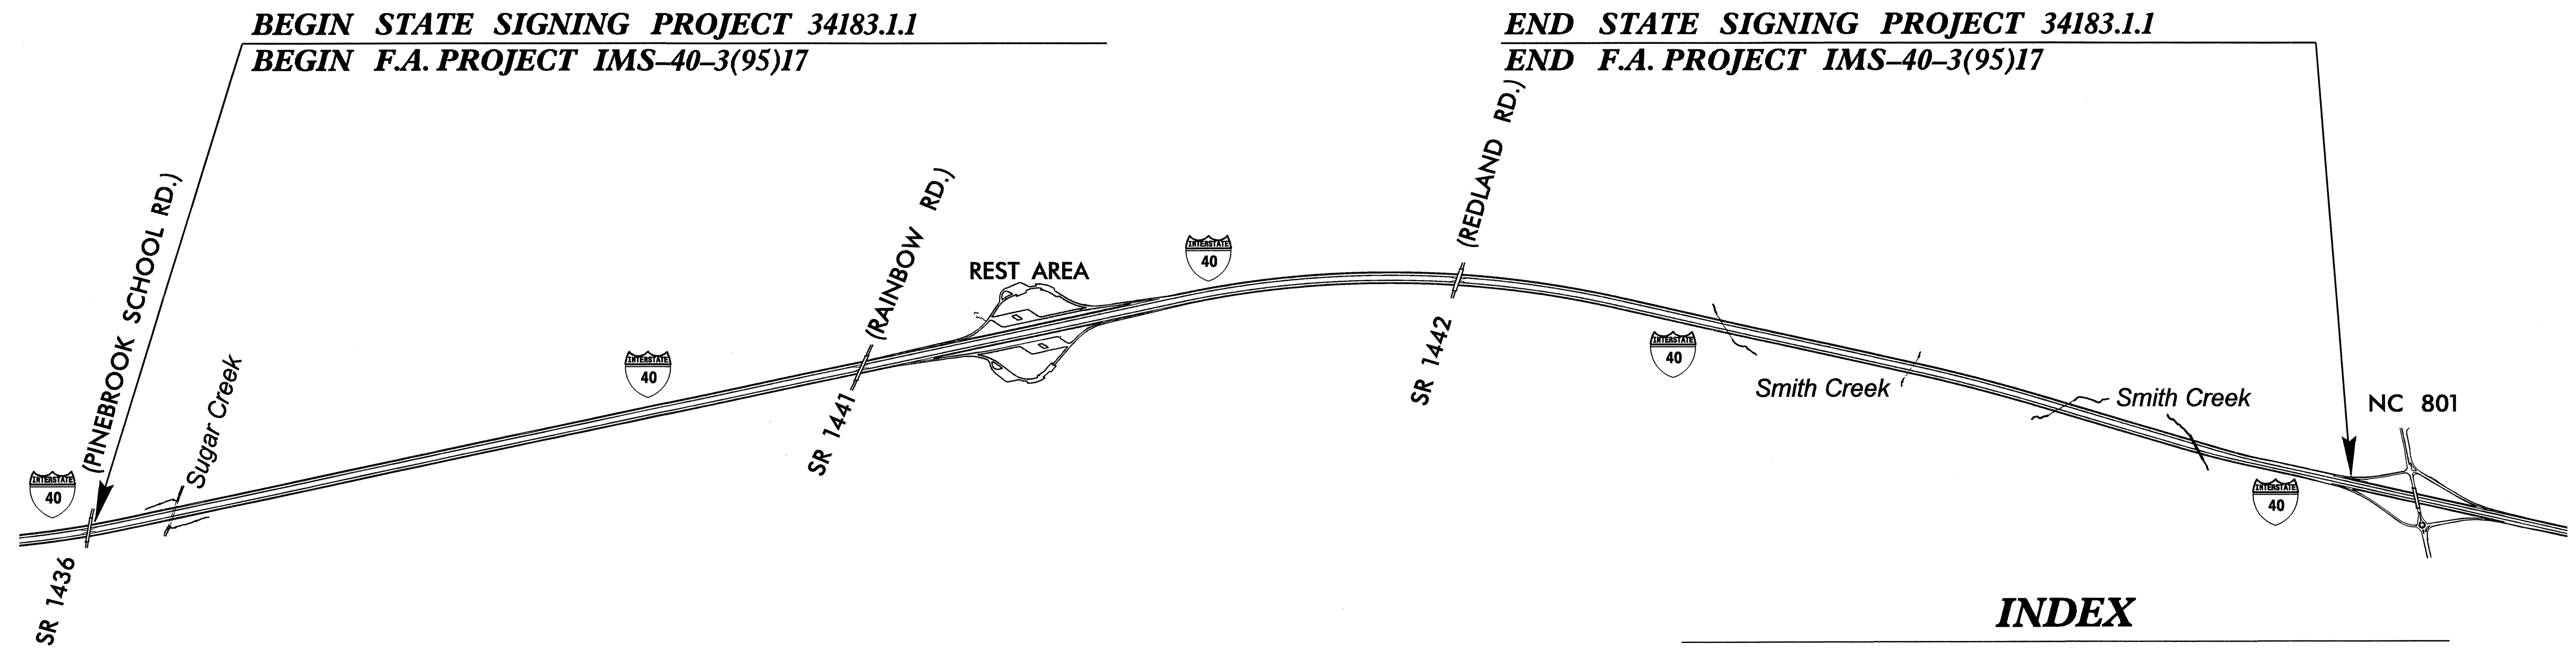 BEGIN STATE SIGNING PROJECT 34183.1.1
BEGIN F.A. PROJECT IMS-40-3(95)17
END STATE SIGNING PROJECT 34183.1.1
END F.A. PROJECT IMS-40-3(95)17
(PINEBROOK SCHOOL RD.)
SR 1436
INTERSTATE
40
Sugar Creek
INTERSTATE
40
(RAINBOW RD.)
SR 1441
REST AREA
INTERSTATE
40
(REDLAND RD.)
SR 1442
INTERSTATE
40
Smith Creek
Smith Creek
NC 801
INTERSTATE
40
INDEX